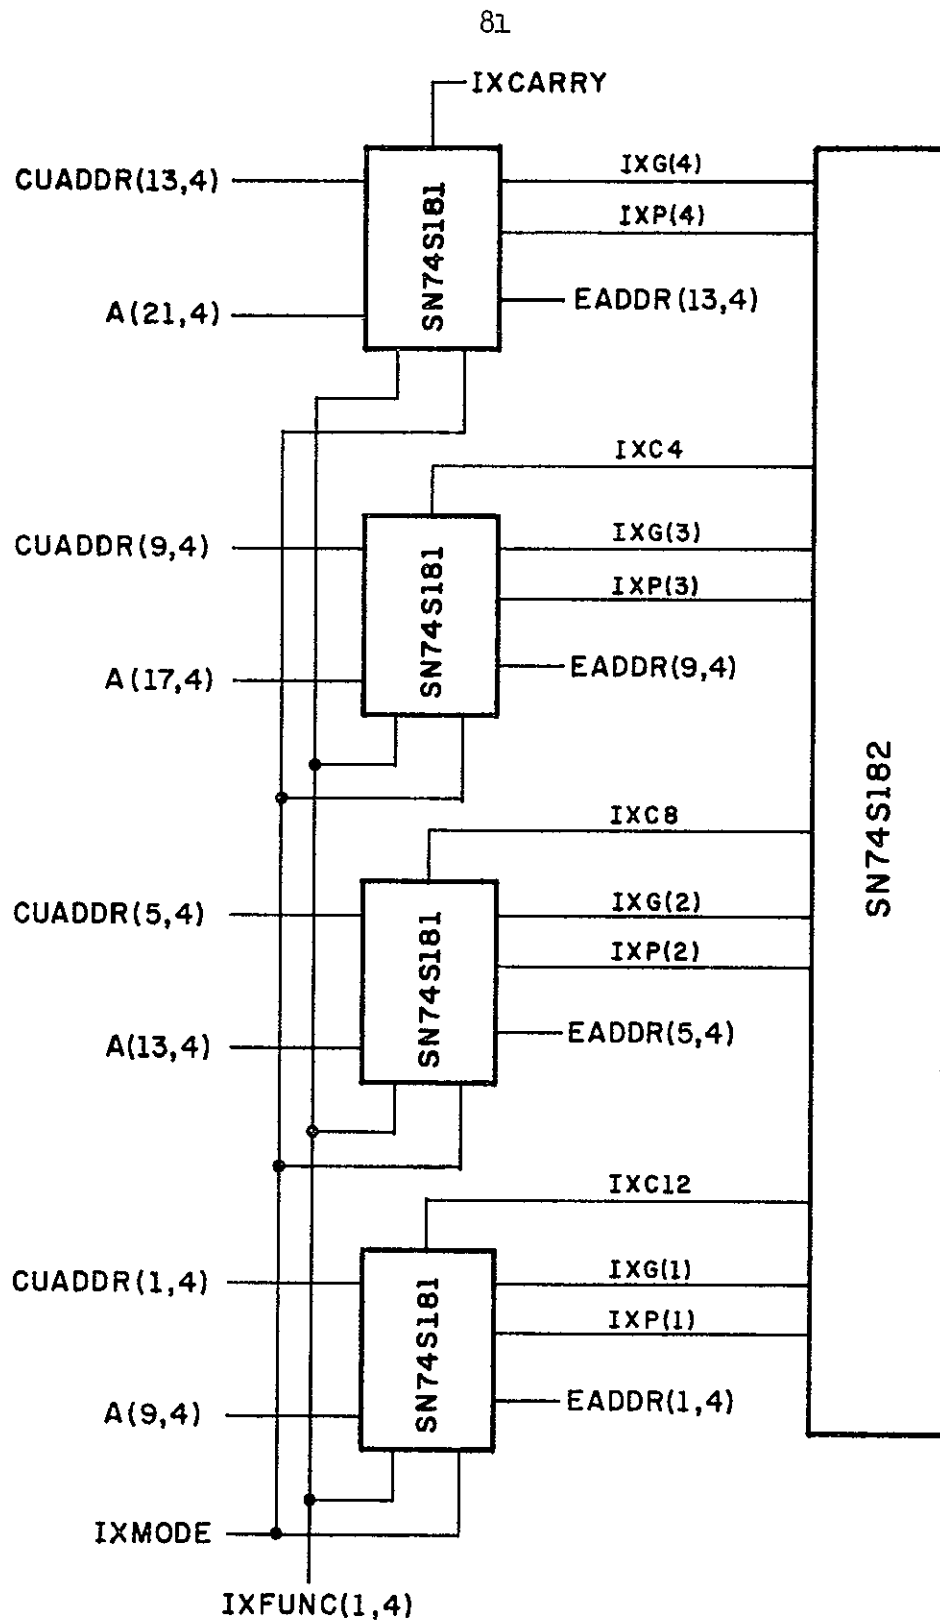 81
IXCARRY
CUADDR(13,4)
SN74S181
IXG(4)
IXP(4)
A(21,4)
EADDR(13,4)
IXC4
CUADDR(9,4)
SN74S181
IXG(3)
IXP(3)
A(17,4)
EADDR(9,4)
SN74S182
IXC8
CUADDR(5,4)
SN74S181
IXG(2)
IXP(2)
A(13,4)
EADDR(5,4)
IXC12
CUADDR(1,4)
SN74S181
IXG(1)
IXP(1)
A(9,4)
EADDR(1,4)
IXMODE
IXFUNC(1,4)